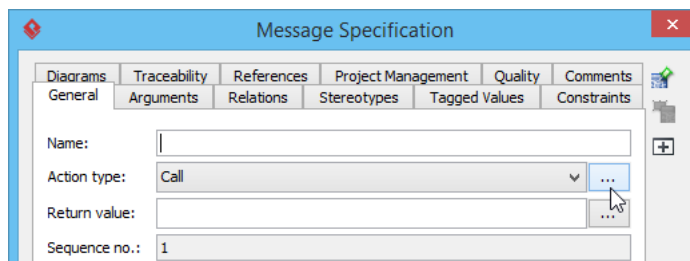 Message Specification
Diagrams Traceability References Project Management Quality Comments
General Arguments Relations Stereotypes Tagged Values Constraints
Name:
Action type: Call ...
Return value: ...
Sequence no.: 1